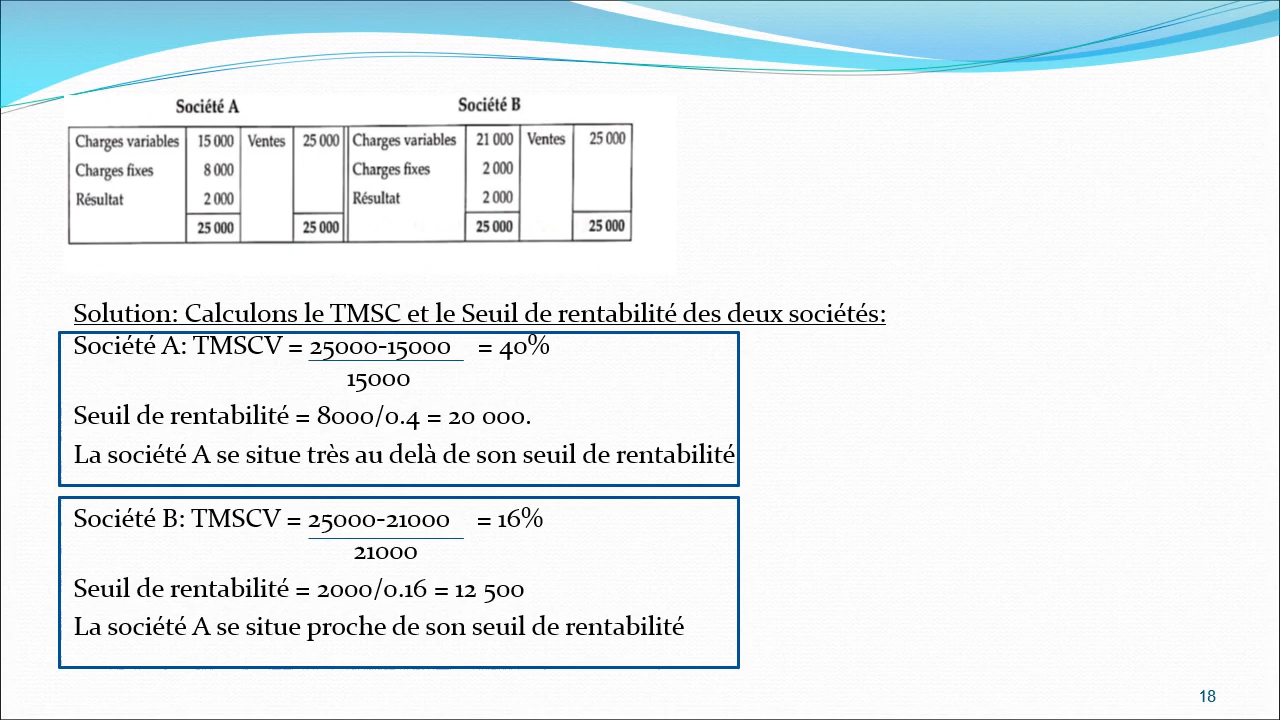 Société A Société B
Charges variables 15 000 Ventes 25 000 Charges variables 21 000 Ventes 25 000
Charges fixes 8 000 Charges fixes 2 000
Résultat 2 000 Résultat 2 000
25 000 25 000 25 000 25 000
Solution: Calculons le TMSC et le Seuil de rentabilité des deux sociétés:
Société A: TMSCV = 25000-15000 = 40%
15000
Seuil de rentabilité = 8000/0.4 = 20 000.
La société A se situe très au delà de son seuil de rentabilité
Société B: TMSCV = 25000-21000 = 16%
21000
Seuil de rentabilité = 2000/0.16 = 12 500
La société A se situe proche de son seuil de rentabilité
18